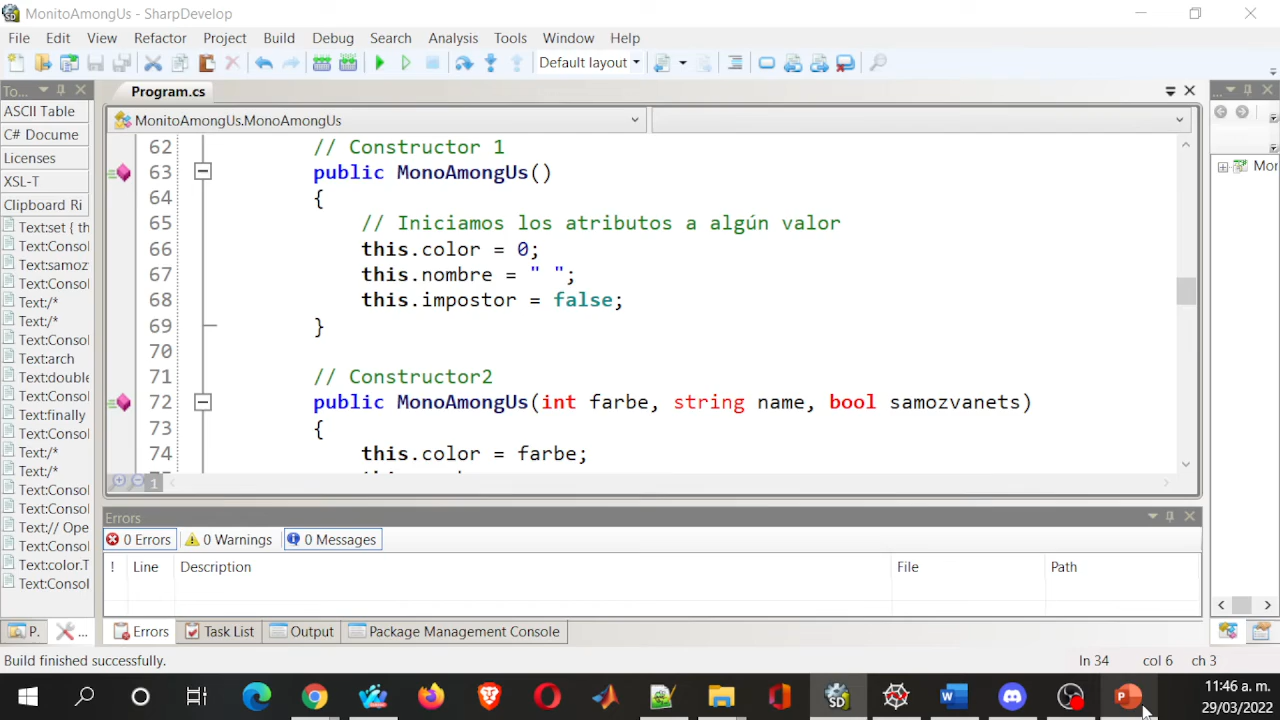 MonitoAmongUs - SharpDevelop
File Edit View Refactor Project Build Debug Search Analysis Tools Window Help
Default layout
To...
Program.cs
...
ASCII Table
C# Docume
Licenses
XSL-T
Clipboard Ri
Text:set { th
Text:Consol
Text:samoz
Text:Consol
Text:/*
Text:/*
Text:Consol
Text:arch
Text:double
Text:Consol
Text:finally
Text:Consol
Text:/*
Text:/*
Text:Consol
Text:Consol
Text:// Ope
Text:Consol
Text:color.T
Text:Consol
P. ...
MonitoAmongUs.MonoAmongUs
62 // Constructor 1
63 public MonoAmongUs()
64 {
65 // Iniciamos los atributos a algún valor
66 this.color = 0;
67 this.nombre = " ";
68 this.impostor = false;
69 }
70
71 // Constructor2
72 public MonoAmongUs(int farbe, string name, bool samozvanets)
73 {
74 this.color = farbe;
1
Mor
Errors
0 Errors 0 Warnings 0 Messages
! Line Description File Path
Errors Task List Output Package Management Console
Build finished successfully. ln 34 col 6 ch 3
11:46 a. m.
29/03/2022